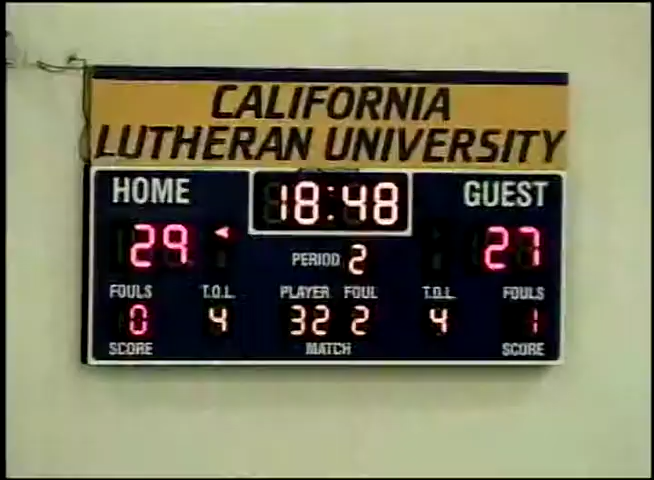 CALIFORNIA
LUTHERAN UNIVERSITY
HOME 18:48 GUEST
29 PERIOD 2 27
FOULS T.O.L. PLAYER FOUL T.O.L. FOULS
0 4 32 2 4 1
SCORE MATCH SCORE